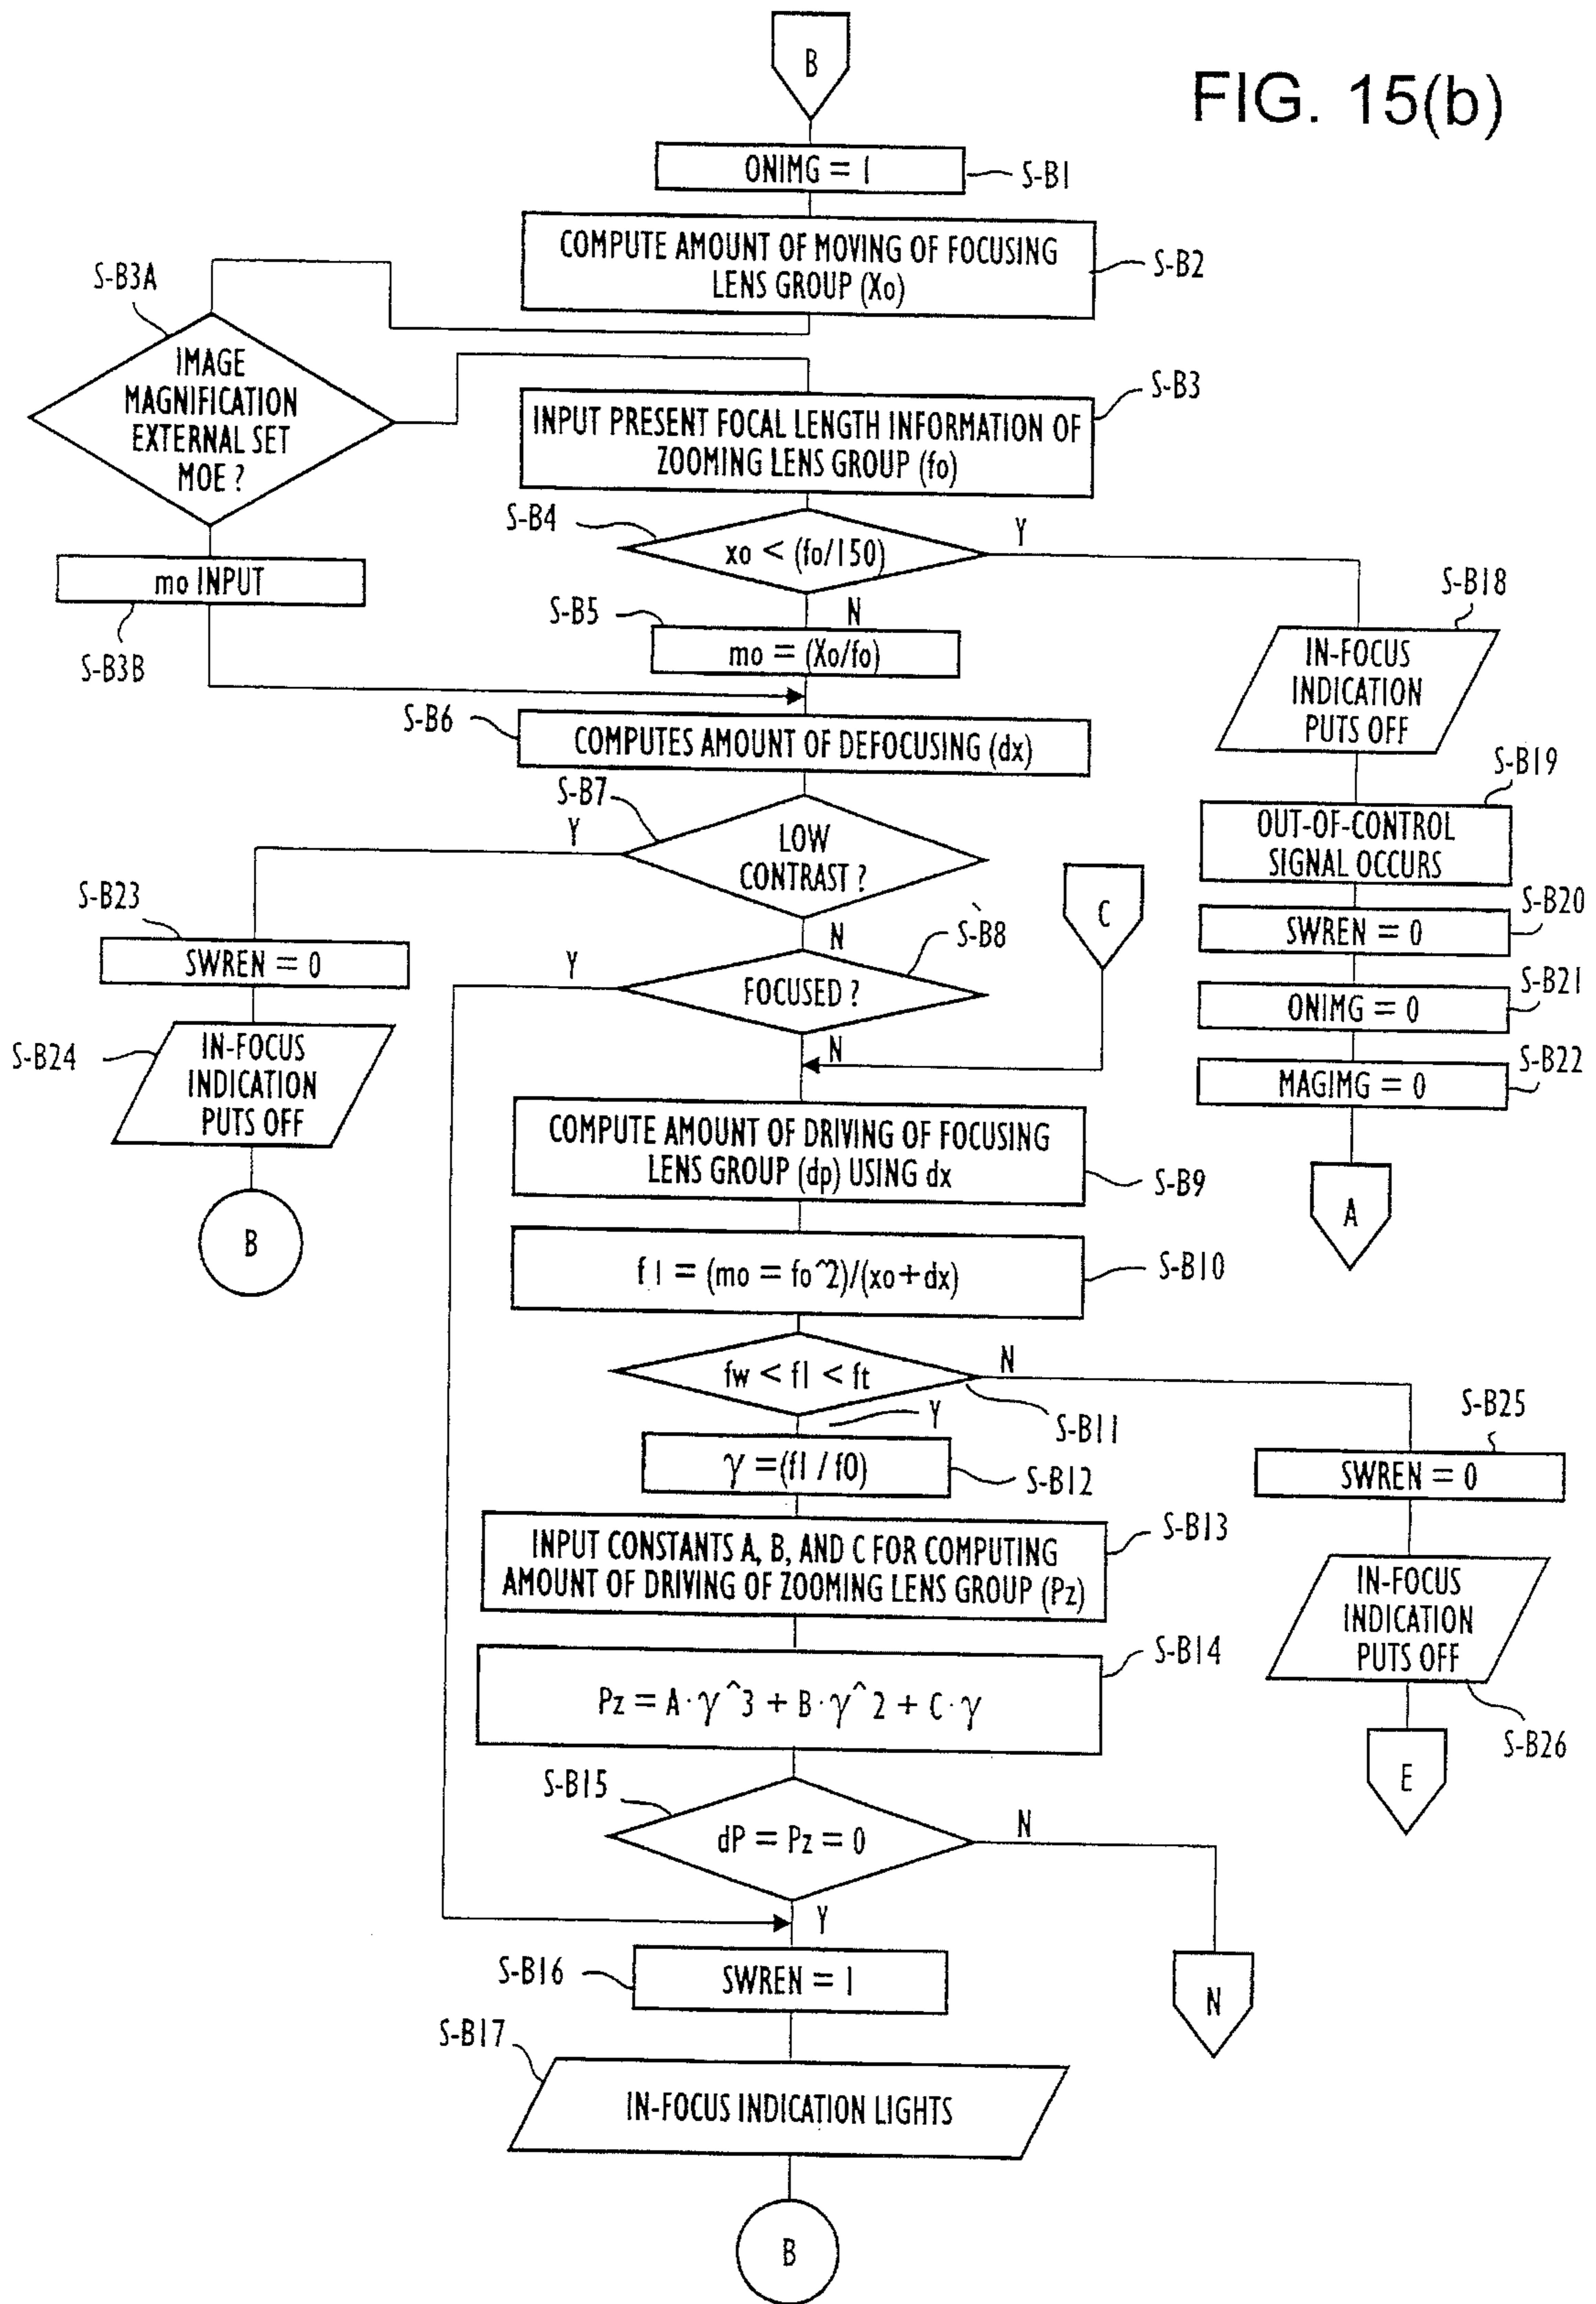 B
FIG. 15(b)
ONIMG = 1
S-B1
COMPUTE AMOUNT OF MOVING OF FOCUSING
LENS GROUP (Xo)
S-B2
S-B3A
IMAGE
MAGNIFICATION
EXTERNAL SET
MOE ?
S-B3
INPUT PRESENT FOCAL LENGTH INFORMATION OF
ZOOMING LENS GROUP (fo)
S-B4
xo < (fo/150)
Y
N
mo INPUT
S-B3B
S-B5
mo = (Xo/fo)
S-B18
IN-FOCUS
INDICATION
PUTS OFF
S-B6
COMPUTES AMOUNT OF DEFOCUSING (dx)
S-B19
OUT-OF-CONTROL
SIGNAL OCCURS
S-B7
Y
LOW
CONTRAST ?
N
C
S-B20
SWREN = 0
S-B23
SWREN = 0
S-B8
Y
FOCUSED ?
N
S-B21
ONIMG = 0
S-B24
IN-FOCUS
INDICATION
PUTS OFF
S-B22
MAGIMG = 0
B
COMPUTE AMOUNT OF DRIVING OF FOCUSING
LENS GROUP (dp) USING dx
S-B9
A
f1 = (mo = fo^2)/(xo+dx)
S-B10
fw < f1 < ft
N
S-B11
Y
S-B25
SWREN = 0
γ =(f1 / f0)
S-B12
INPUT CONSTANTS A, B, AND C FOR COMPUTING
AMOUNT OF DRIVING OF ZOOMING LENS GROUP (Pz)
S-B13
IN-FOCUS
INDICATION
PUTS OFF
S-B26
S-B14
Pz = A·γ^3 + B·γ^2 + C·γ
E
S-B15
dP = Pz = 0
N
Y
S-B16
SWREN = 1
N
S-B17
IN-FOCUS INDICATION LIGHTS
B